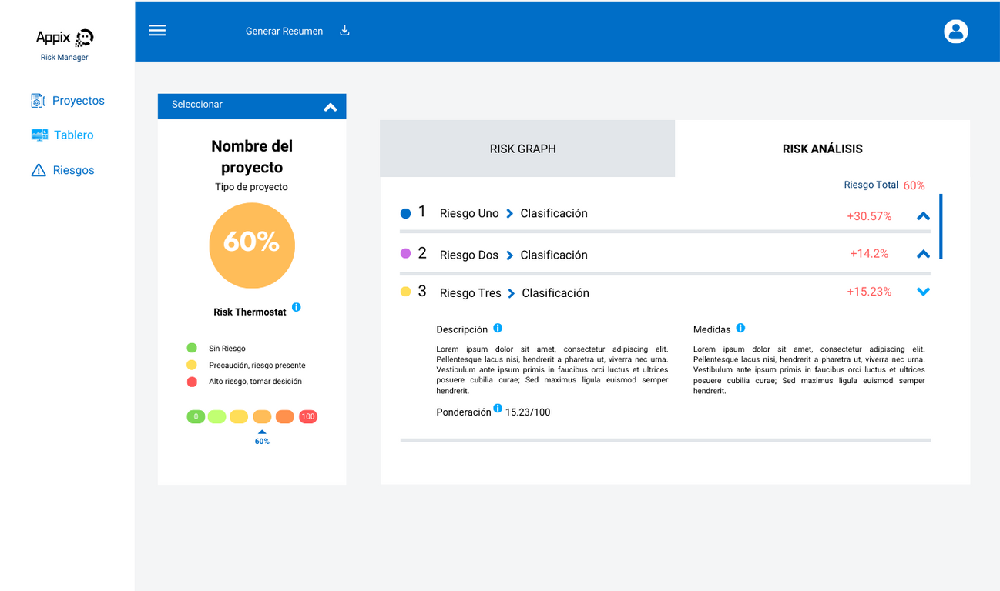 Appix
Risk Manager
Proyectos
Tablero
Riesgos
Generar Resumen
Seleccionar
Nombre del
proyecto
Tipo de proyecto
60%
Risk Thermostat
Sin Riesgo
Precaución, riesgo presente
Alto riesgo, tomar desición
0 100
60%
RISK GRAPH
RISK ANÁLISIS
Riesgo Total 60%
1 Riesgo Uno Clasificación +30.57%
2 Riesgo Dos Clasificación +14.2%
3 Riesgo Tres Clasificación +15.23%
Descripción
Lorem ipsum dolor sit amet, consectetur adipiscing elit.
Pellentesque lacus nisi, hendrerit a pharetra ut, viverra nec urna.
Vestibulum ante ipsum primis in faucibus orci luctus et ultrices
posuere cubilia curae; Sed maximus ligula euismod semper
hendrerit.
Ponderación 15.23/100
Medidas
Lorem ipsum dolor sit amet, consectetur adipiscing elit.
Pellentesque lacus nisi, hendrerit a pharetra ut, viverra nec urna.
Vestibulum ante ipsum primis in faucibus orci luctus et ultrices
posuere cubilia curae; Sed maximus ligula euismod semper
hendrerit.